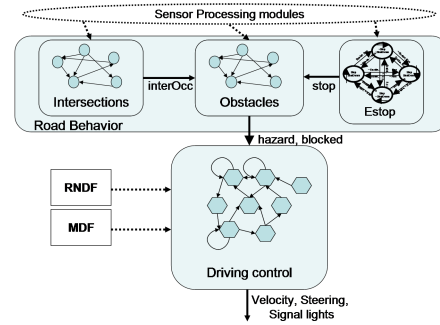 Sensor Processing modules
Intersections
interOcc
Obstacles
stop
Estop
Road Behavior
hazard, blocked
RNDF
MDF
Driving control
Velocity, Steering,
Signal lights